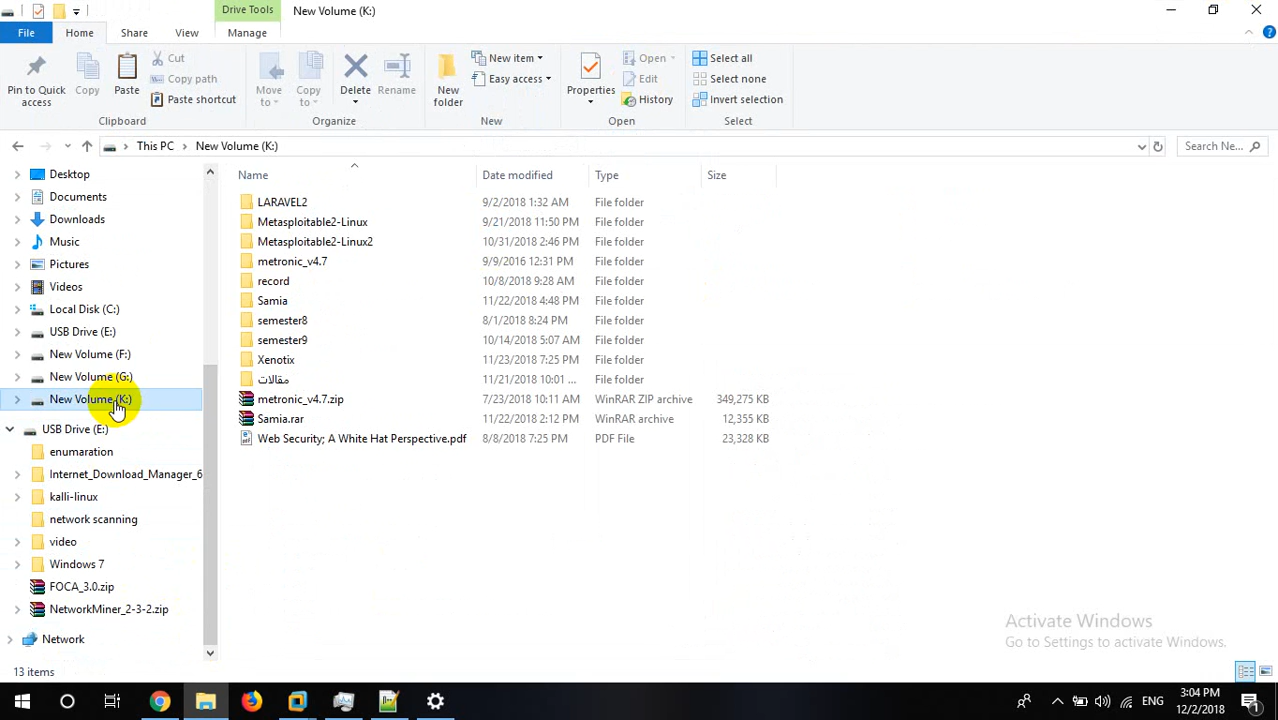 Drive Tools
New Volume (K:)
File
Home
Share
View
Manage
Pin to Quick access
Copy
Paste
Cut
Copy path
Paste shortcut
Clipboard
Move to
Copy to
Delete
Rename
Organize
New folder
New item
Easy access
New
Properties
Open
Edit
History
Open
Select all
Select none
Invert selection
Select
This PC
New Volume (K:)
Search Ne...
Desktop
Documents
Downloads
Music
Pictures
Videos
Local Disk (C:)
USB Drive (E:)
New Volume (F:)
New Volume (G:)
New Volume (K:)
USB Drive (E:)
enumaration
Internet_Download_Manager_6
kalli-linux
network scanning
video
Windows 7
FOCA_3.0.zip
NetworkMiner_2-3-2.zip
Network
Name Date modified Type Size
LARAVEL2 9/2/2018 1:32 AM File folder
Metasploitable2-Linux 9/21/2018 11:50 PM File folder
Metasploitable2-Linux2 10/31/2018 2:46 PM File folder
metronic_v4.7 9/9/2016 12:31 PM File folder
record 10/8/2018 9:28 AM File folder
Samia 11/22/2018 4:48 PM File folder
semester8 8/1/2018 8:24 PM File folder
semester9 10/14/2018 5:07 AM File folder
Xenotix 11/23/2018 7:25 PM File folder
مقالات 11/21/2018 10:01 ... File folder
metronic_v4.7.zip 7/23/2018 10:11 AM WinRAR ZIP archive 349,275 KB
Samia.rar 11/22/2018 2:12 PM WinRAR archive 12,355 KB
Web Security; A White Hat Perspective.pdf 8/8/2018 7:25 PM PDF File 23,328 KB
Activate Windows
Go to Settings to activate Windows.
13 items
ENG
3:04 PM
12/2/2018
1